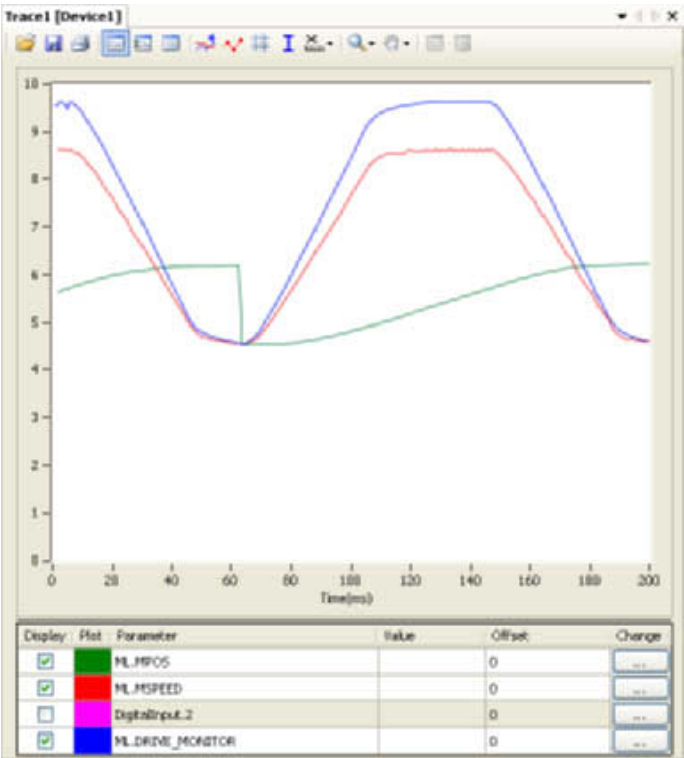 Trace1 [Device1]
10
9
8
7
6
5
4
3
2
1
0
0 20 40 60 80 100 120 140 160 180 200
Time(ms)
Display Plot Parameter Value Offset Change
ML.MPOS 0 ...
ML.MSPEED 0 ...
DigitalInput.2 0 ...
ML.DRIVE_MONITOR 0 ...